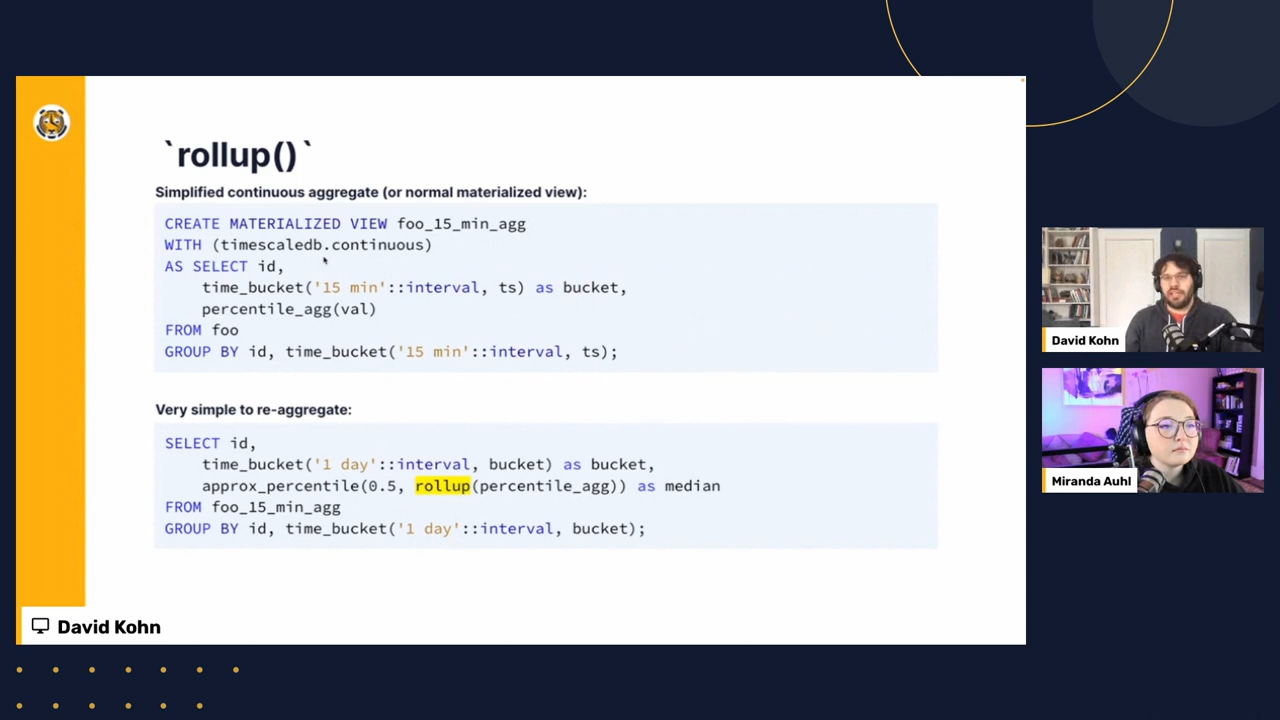 `rollup()`
Simplified continuous aggregate (or normal materialized view):
CREATE MATERIALIZED VIEW foo_15_min_agg
WITH (timescaledb.continuous)
AS SELECT id,
    time_bucket('15 min'::interval, ts) as bucket,
    percentile_agg(val)
FROM foo
GROUP BY id, time_bucket('15 min'::interval, ts);
Very simple to re-aggregate:
SELECT id,
    time_bucket('1 day'::interval, bucket) as bucket,
    approx_percentile(0.5, rollup(percentile_agg)) as median
FROM foo_15_min_agg
GROUP BY id, time_bucket('1 day'::interval, bucket);
David Kohn
David Kohn
Miranda Auhl